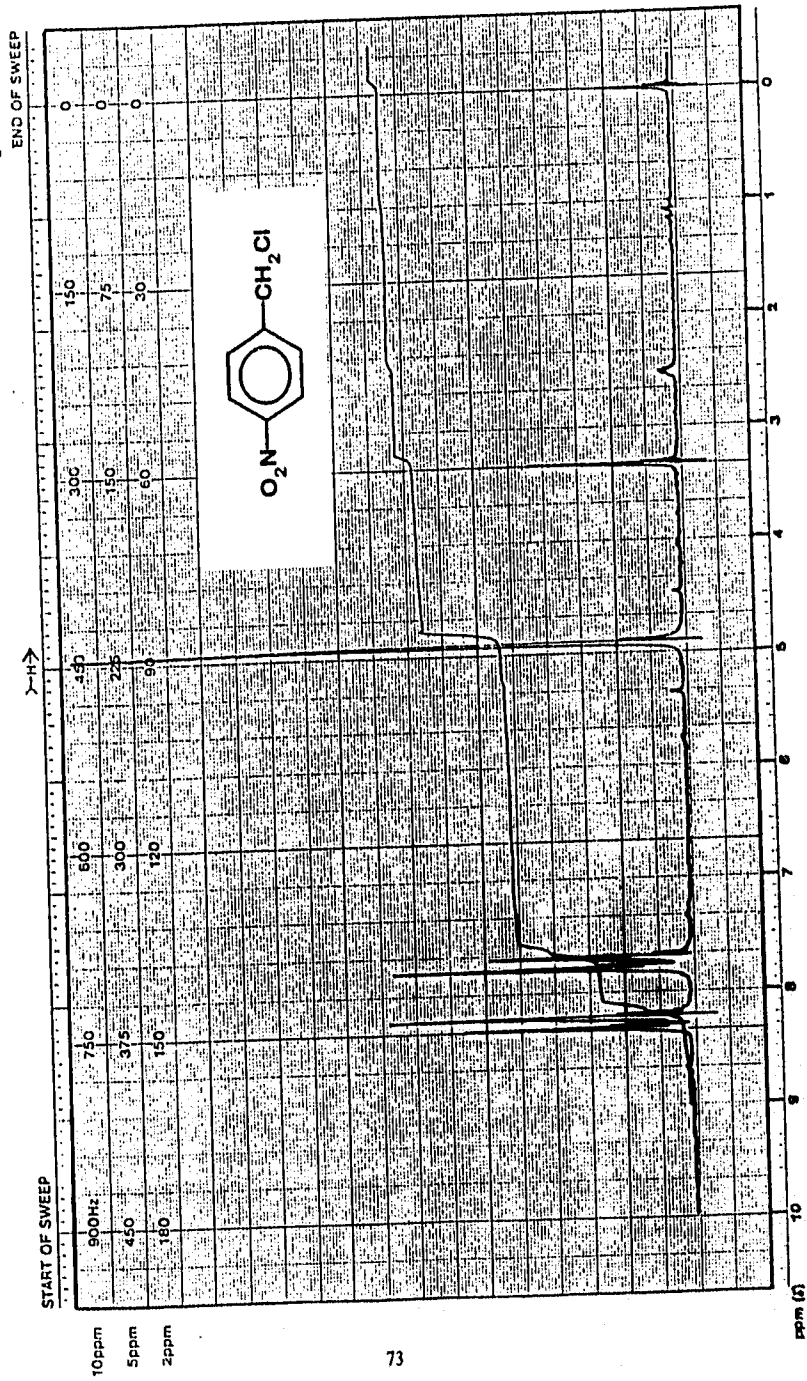 START OF SWEEP
END OF SWEEP
>-H->
10ppm 900Hz 750 600 450 300 150 0
5ppm 450 375 300 225 150 75 0
2ppm 180 150 120 90 60 30 0
O₂N CH₂Cl
10 9 8 7 6 5 4 3 2 1 0
ppm (δ)
73